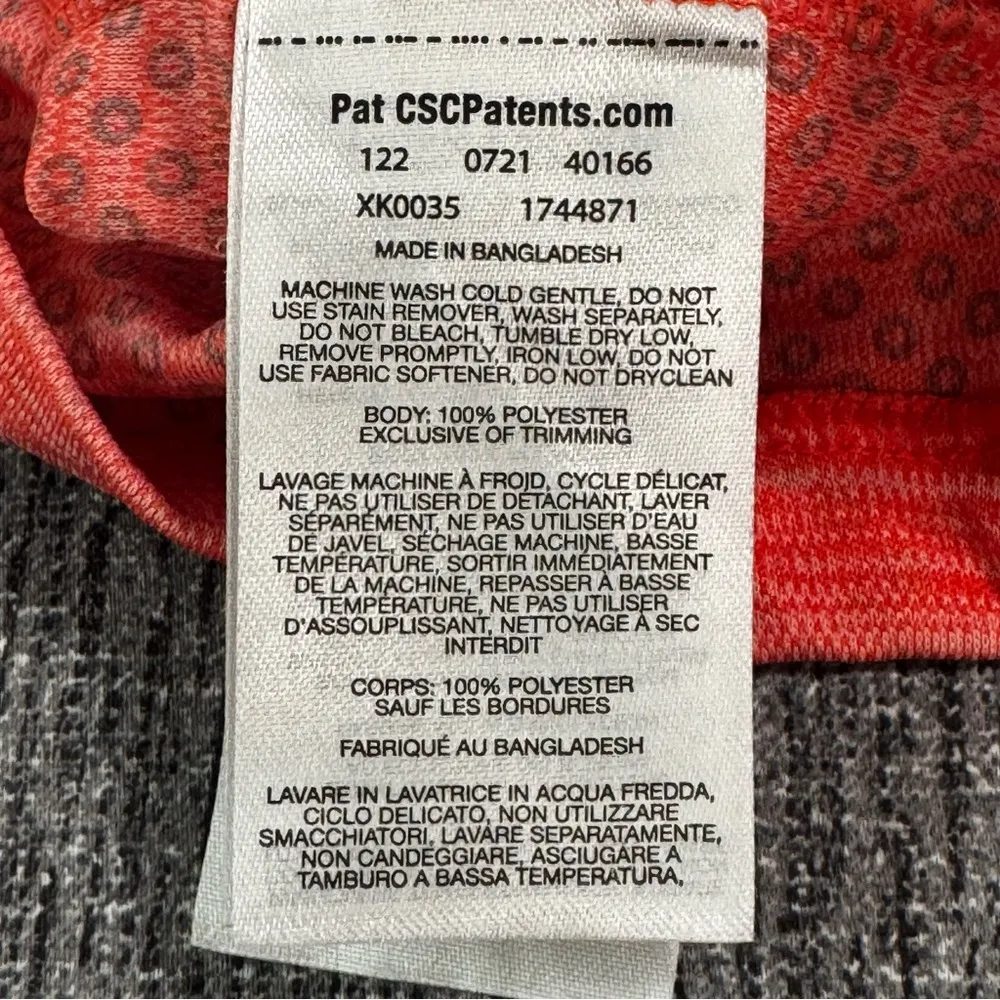 Pat CSCPatents.com
122 0721 40166
XK0035 1744871
MADE IN BANGLADESH
MACHINE WASH COLD GENTLE, DO NOT
USE STAIN REMOVER, WASH SEPARATELY,
DO NOT BLEACH, TUMBLE DRY LOW,
REMOVE PROMPTLY, IRON LOW, DO NOT
USE FABRIC SOFTENER, DO NOT DRYCLEAN
BODY: 100% POLYESTER
EXCLUSIVE OF TRIMMING
LAVAGE MACHINE À FROID, CYCLE DÉLICAT,
NE PAS UTILISER DE DÉTACHANT, LAVER
SÉPARÉMENT, NE PAS UTILISER D'EAU
DE JAVEL, SÉCHAGE MACHINE, BASSE
TEMPÉRATURE, SORTIR IMMÉDIATEMENT
DE LA MACHINE, REPASSER À BASSE
TEMPÉRATURE, NE PAS UTILISER
D'ASSOUPLISSANT, NETTOYAGE À SEC
INTERDIT
CORPS: 100% POLYESTER
SAUF LES BORDURES
FABRIQUÉ AU BANGLADESH
LAVARE IN LAVATRICE IN ACQUA FREDDA,
CICLO DELICATO, NON UTILIZZARE
SMACCHIATORI, LAVARE SEPARATAMENTE,
NON CANDEGGIARE, ASCIUGARE A
TAMBURO A BASSA TEMPERATURA,